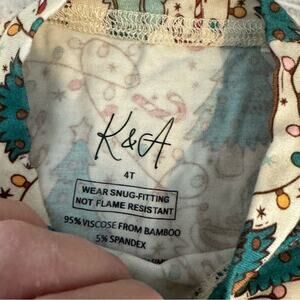 K&A
4T
WEAR SNUG-FITTING
NOT FLAME RESISTANT
95% VISCOSE FROM BAMBOO
5% SPANDEX